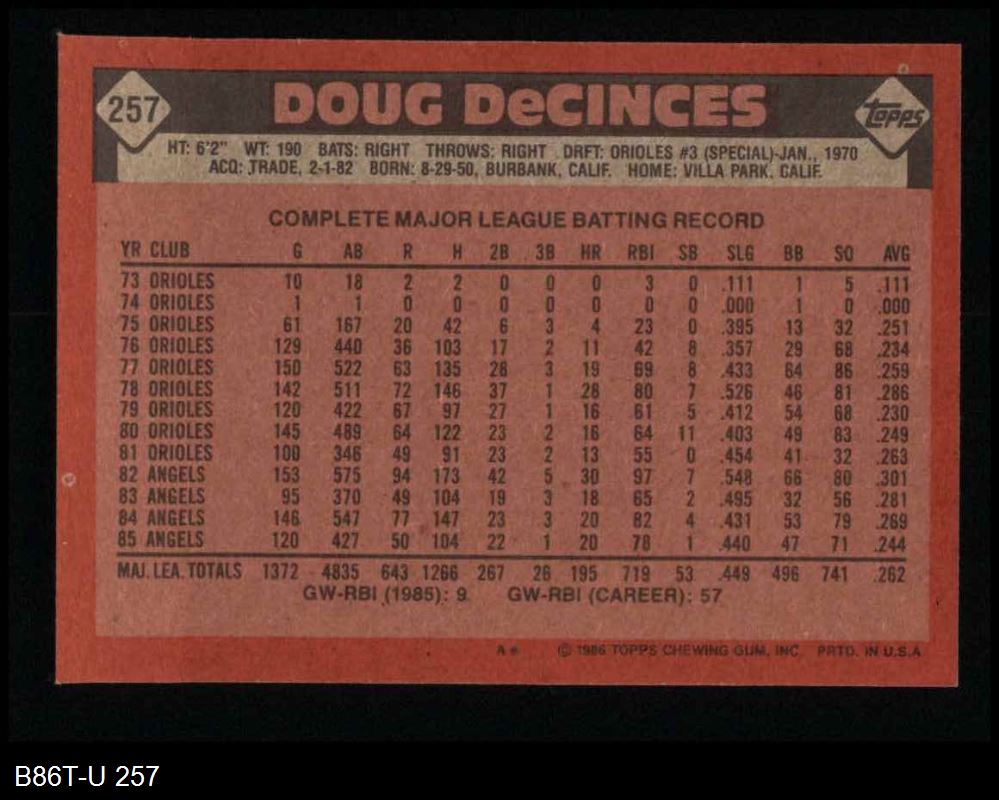 257 DOUG DeCINCES Topps
HT: 6'2" WT: 190 BATS: RIGHT THROWS: RIGHT DRFT: ORIOLES #3 (SPECIAL)-JAN., 1970
ACQ: TRADE, 2-1-82 BORN: 8-29-50, BURBANK, CALIF. HOME: VILLA PARK, CALIF.
COMPLETE MAJOR LEAGUE BATTING RECORD
YR CLUB G AB R H 2B 3B HR RBI SB SLG BB SO AVG
73 ORIOLES 10 18 2 2 0 0 0 3 0 .111 1 5 .111
74 ORIOLES 1 1 0 0 0 0 0 0 0 .000 1 0 .000
75 ORIOLES 61 167 20 42 6 3 4 23 0 .395 13 32 .251
76 ORIOLES 129 440 36 103 17 2 11 42 8 .357 29 68 .234
77 ORIOLES 150 522 63 135 28 3 19 69 8 .433 64 86 .259
78 ORIOLES 142 511 72 146 37 1 28 80 7 .526 46 81 .286
79 ORIOLES 120 422 67 97 27 1 16 61 5 .412 54 68 .230
80 ORIOLES 145 489 64 122 23 2 16 64 11 .403 49 83 .249
81 ORIOLES 100 346 49 91 23 2 13 55 0 .454 41 32 .263
82 ANGELS 153 575 94 173 42 5 30 97 7 .548 66 80 .301
83 ANGELS 95 370 49 104 19 3 18 65 2 .495 32 56 .281
84 ANGELS 146 547 77 147 23 3 20 82 4 .431 53 79 .269
85 ANGELS 120 427 50 104 22 1 20 78 1 .440 47 71 .244
MAJ. LEA. TOTALS 1372 4835 643 1266 267 26 195 719 53 .449 496 741 .262
GW-RBI (1985): 9 GW-RBI (CAREER): 57
A* © 1986 TOPPS CHEWING GUM, INC. PRTD. IN U.S.A.
B86T-U 257